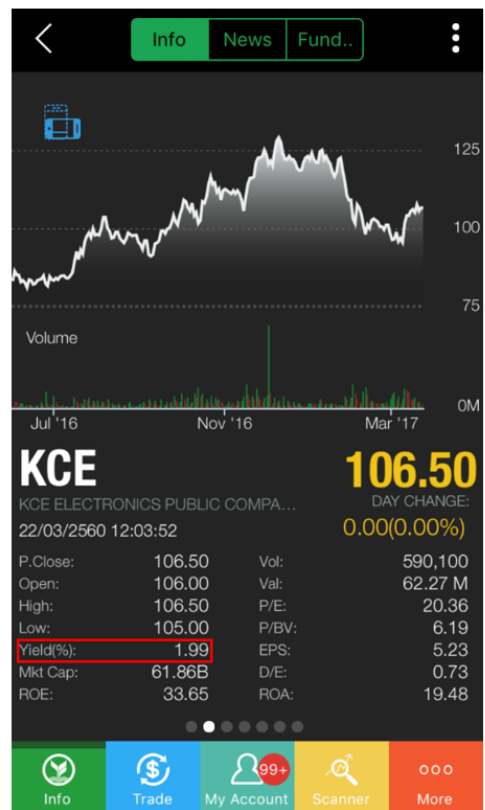 Info News Fund..
125
100
75
Volume
0M
Jul '16 Nov '16 Mar '17
KCE 106.50
KCE ELECTRONICS PUBLIC COMPA... DAY CHANGE:
22/03/2560 12:03:52 0.00(0.00%)
P.Close: 106.50 Vol: 590,100
Open: 106.00 Val: 62.27 M
High: 106.50 P/E: 20.36
Low: 105.00 P/BV: 6.19
Yield(%): 1.99 EPS: 5.23
Mkt Cap: 61.86B D/E: 0.73
ROE: 33.65 ROA: 19.48
99+
Info Trade My Account Scanner More